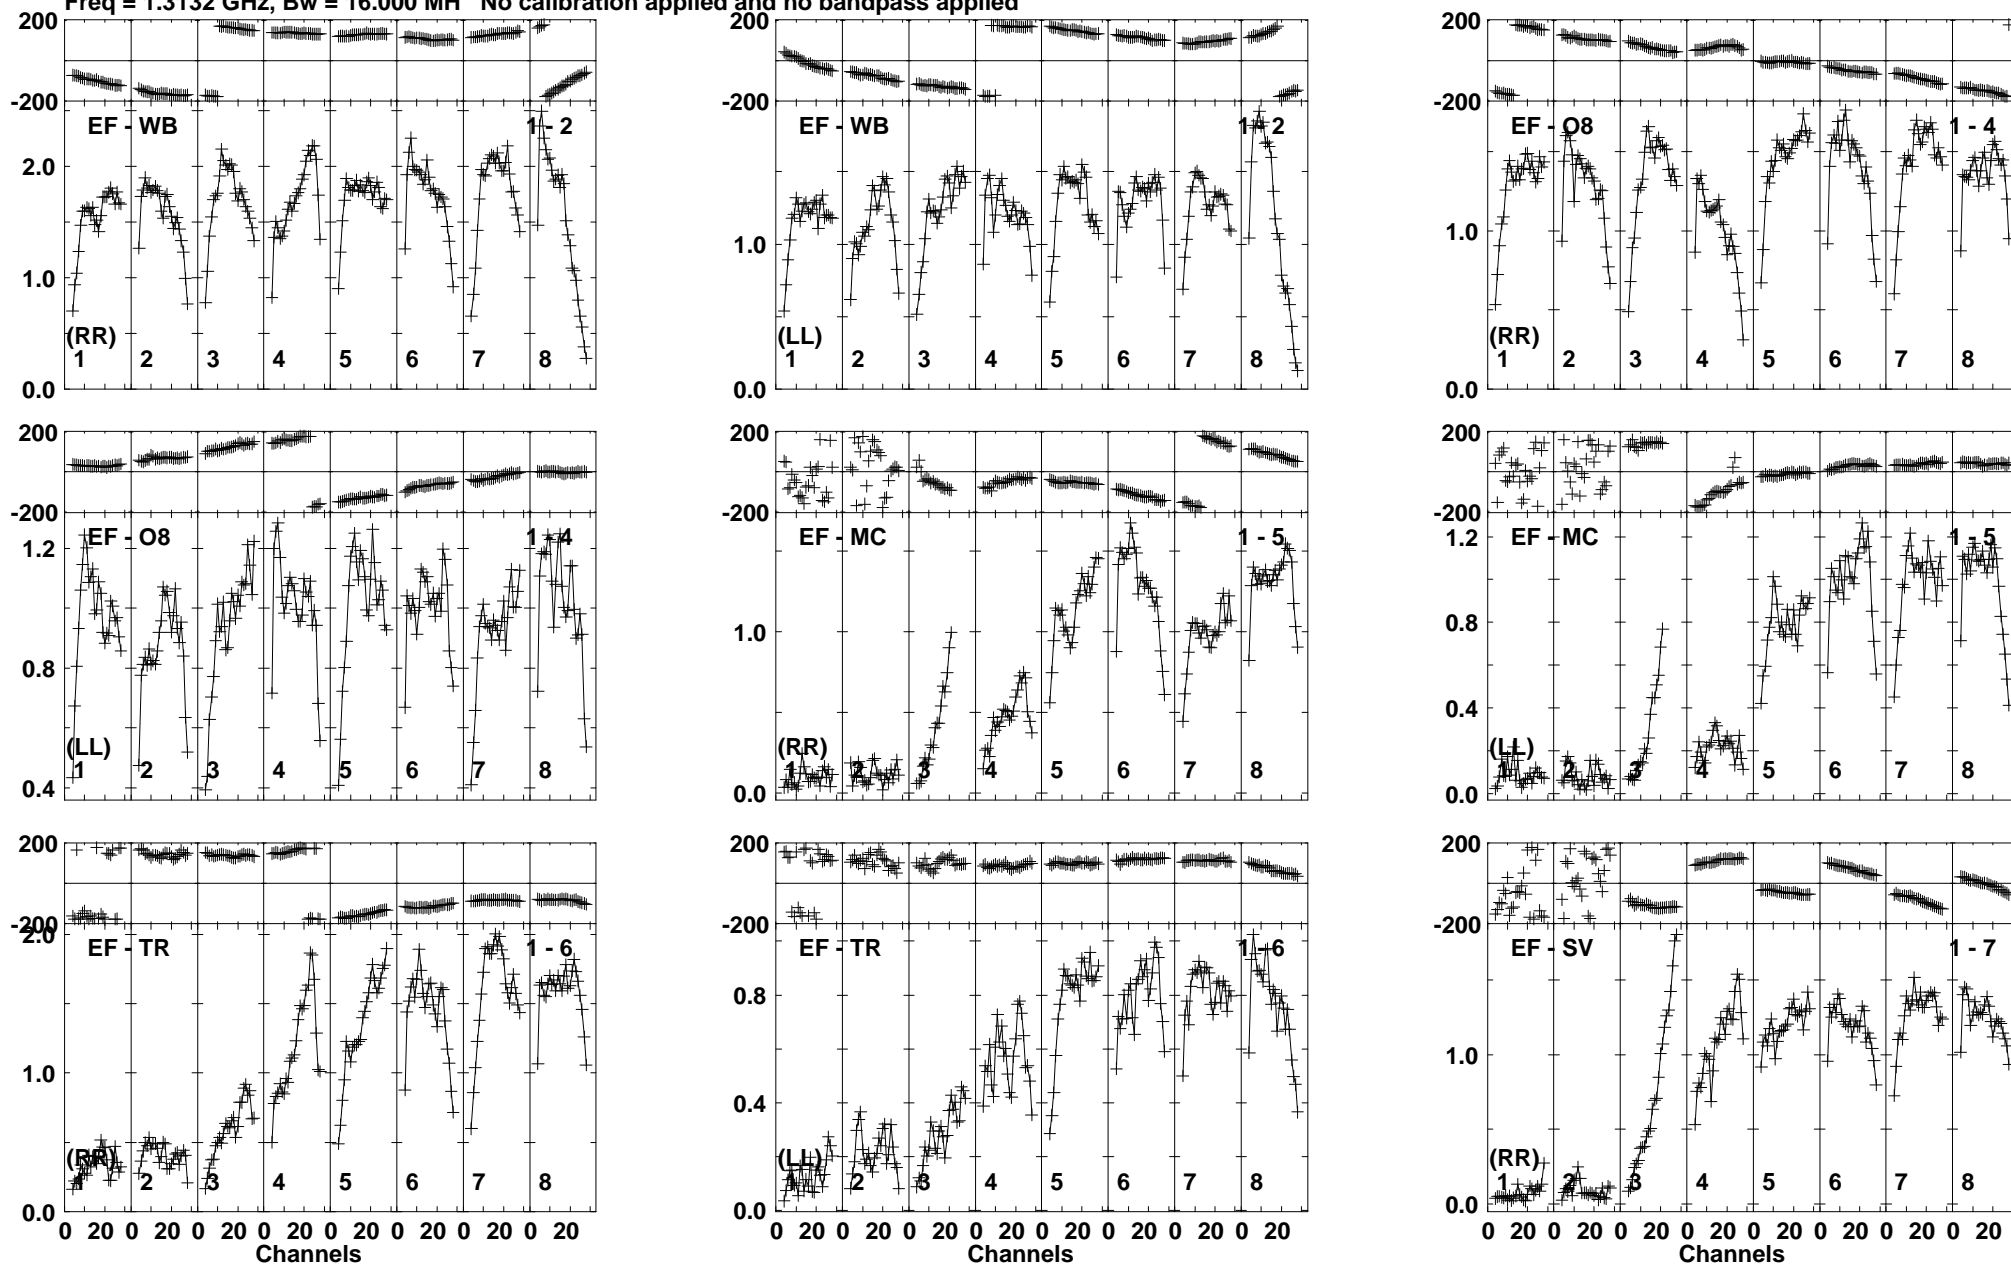 Freq = 1.3132 GHz, Bw = 16.000 MH   No calibration applied and no bandpass applied
200
-200
EF - WB 1 - 2
2.0
1.0
0.0
(RR)
1 2 3 4 5 6 7 8
200
-200
EF - WB 1 - 2
1.0
0.0
(LL)
1 2 3 4 5 6 7 8
200
-200
EF - O8 1 - 4
1.0
0.0
(RR)
1 2 3 4 5 6 7 8
200
-200
EF - O8 1 - 4
1.2
0.8
0.4
(LL)
1 2 3 4 5 6 7 8
200
-200
EF - MC 1 - 5
1.0
0.0
(RR)
1 2 3 4 5 6 7 8
200
-200
EF - MC 1 - 5
1.2
0.8
0.4
0.0
(LL)
1 2 3 4 5 6 7 8
200
-200
EF - TR 1 - 6
2.0
1.0
0.0
(RR)
1 2 3 4 5 6 7 8
0 20 0 20 0 20 0 20 0 20 0 20 0 20 0 20
Channels
200
-200
EF - TR 1 - 6
0.8
0.4
0.0
(LL)
1 2 3 4 5 6 7 8
0 20 0 20 0 20 0 20 0 20 0 20 0 20 0 20
Channels
200
-200
EF - SV 1 - 7
1.0
0.0
(RR)
1 2 3 4 5 6 7 8
0 20 0 20 0 20 0 20 0 20 0 20 0 20 0 20
Channels